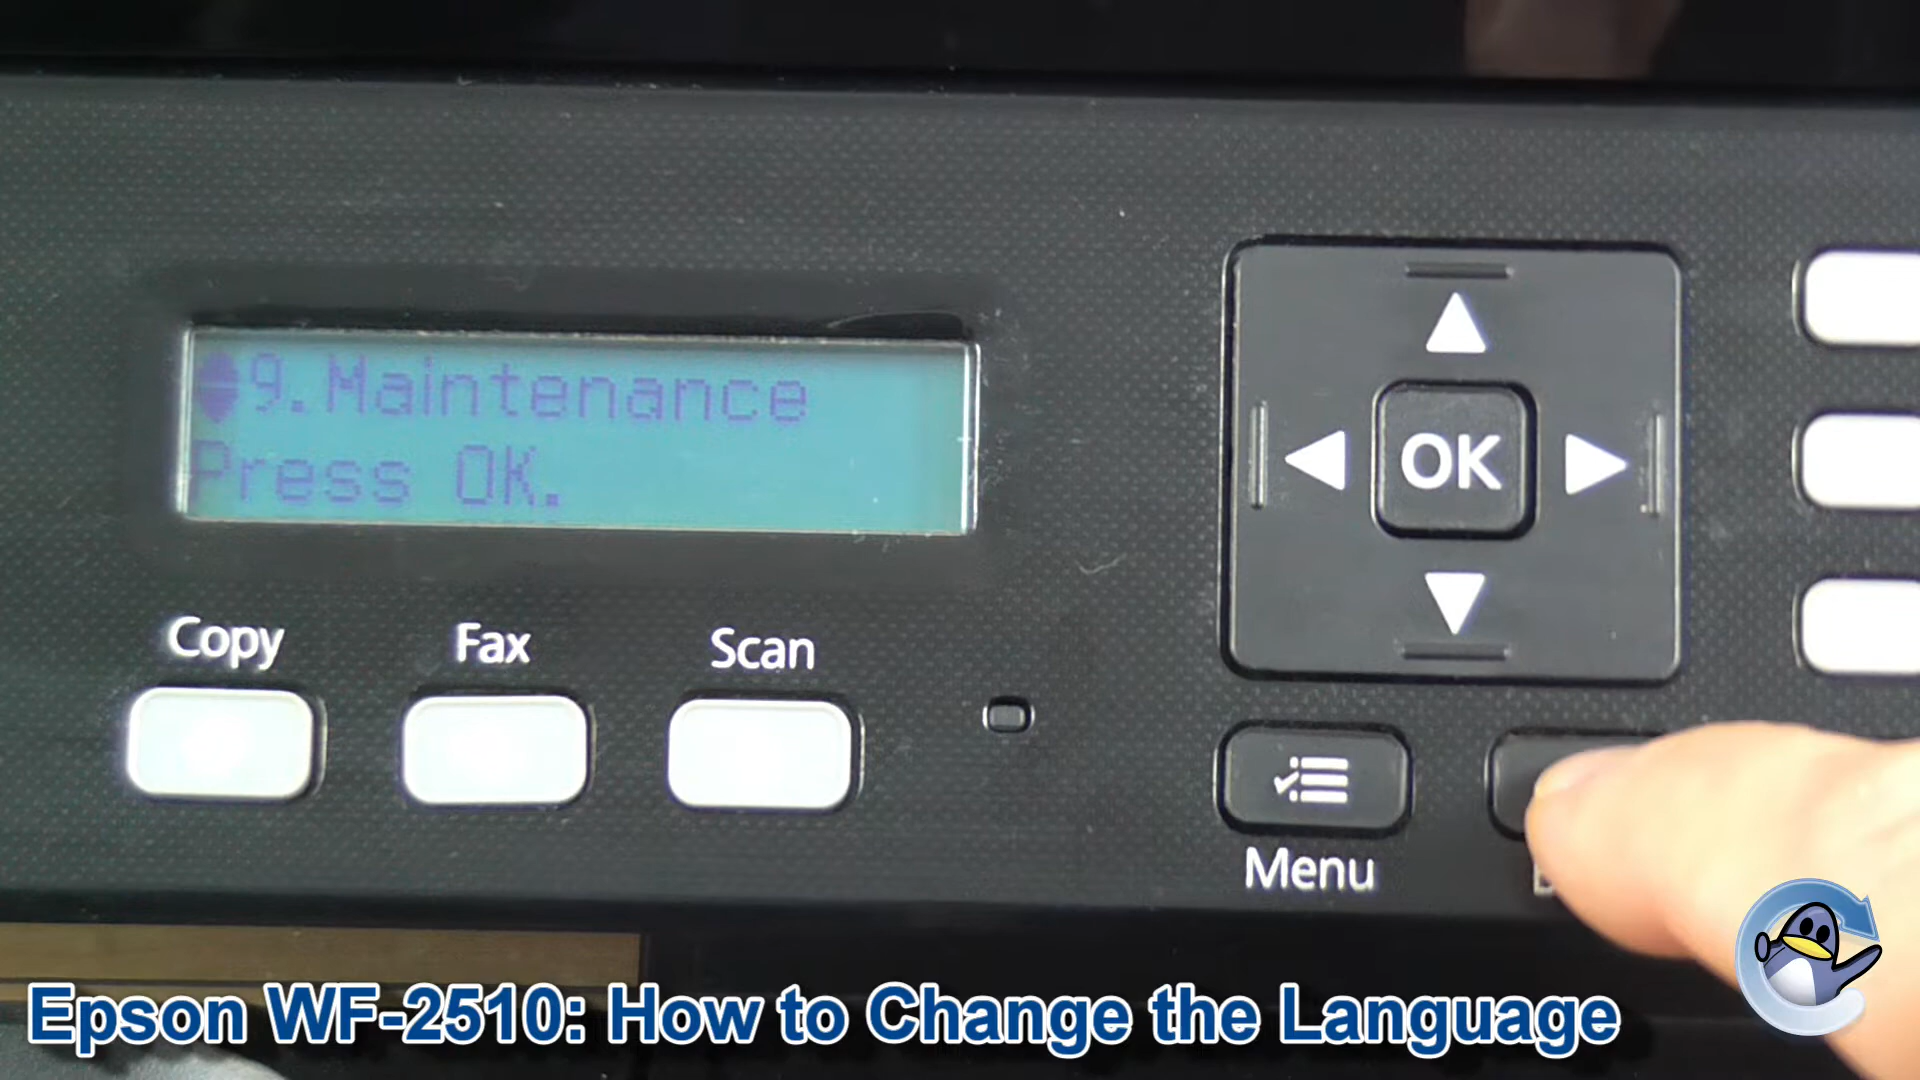 9.Maintenance
Press OK.
OK
Copy
Fax
Scan
Menu
Epson WF-2510: How to Change the Language